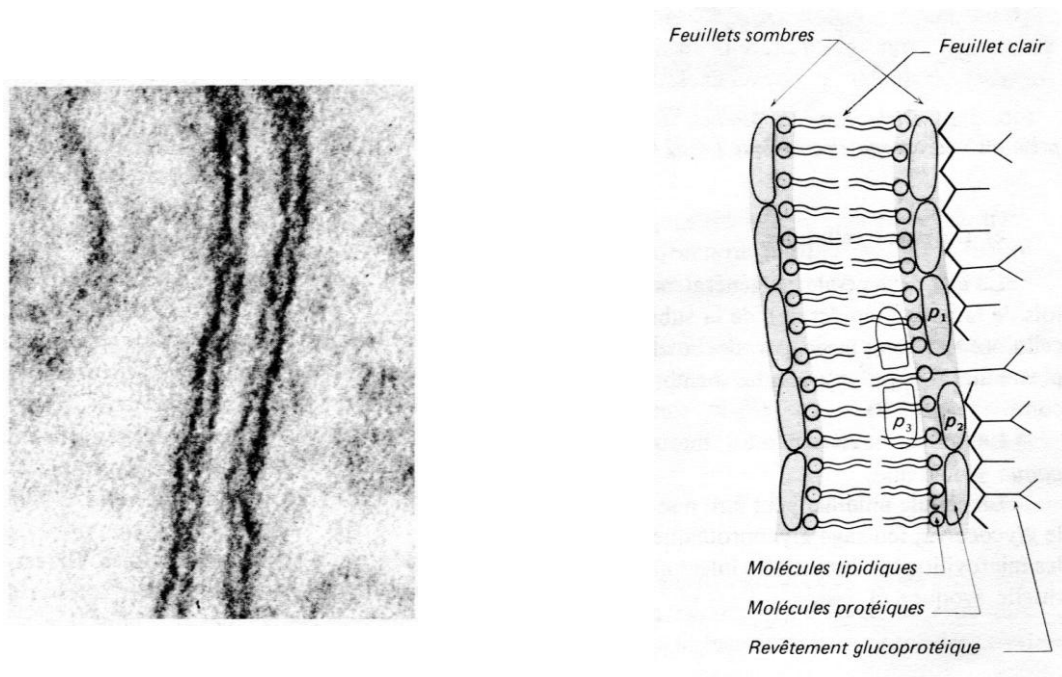 Feuillets sombres
Feuillet clair
p1
p3
p2
Molécules lipidiques
Molécules protéiques
Revêtement glucoprotéique